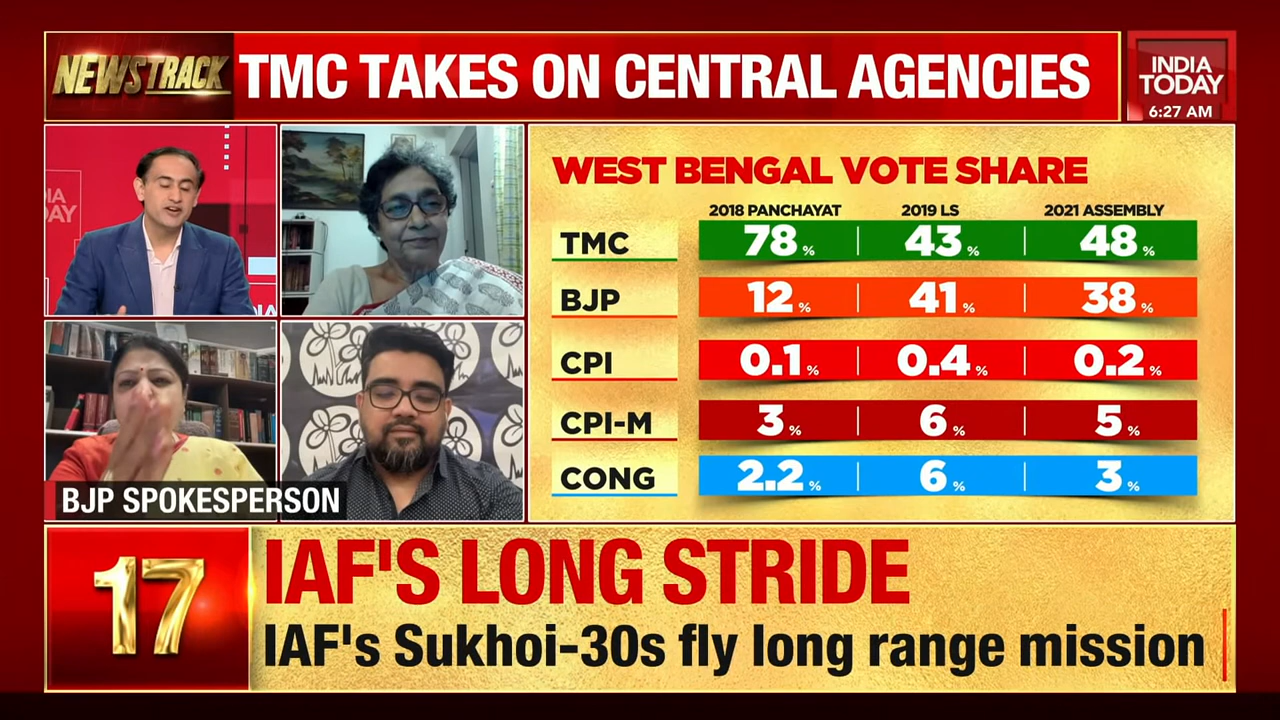 NEWSTRACK
TMC TAKES ON CENTRAL AGENCIES
INDIA
TODAY
6:27 AM
WEST BENGAL VOTE SHARE
2018 PANCHAYAT 2019 LS 2021 ASSEMBLY
TMC 78% 43% 48%
BJP 12% 41% 38%
CPI 0.1% 0.4% 0.2%
CPI-M 3% 6% 5%
CONG 2.2% 6% 3%
BJP SPOKESPERSON
17
IAF'S LONG STRIDE
IAF's Sukhoi-30s fly long range mission